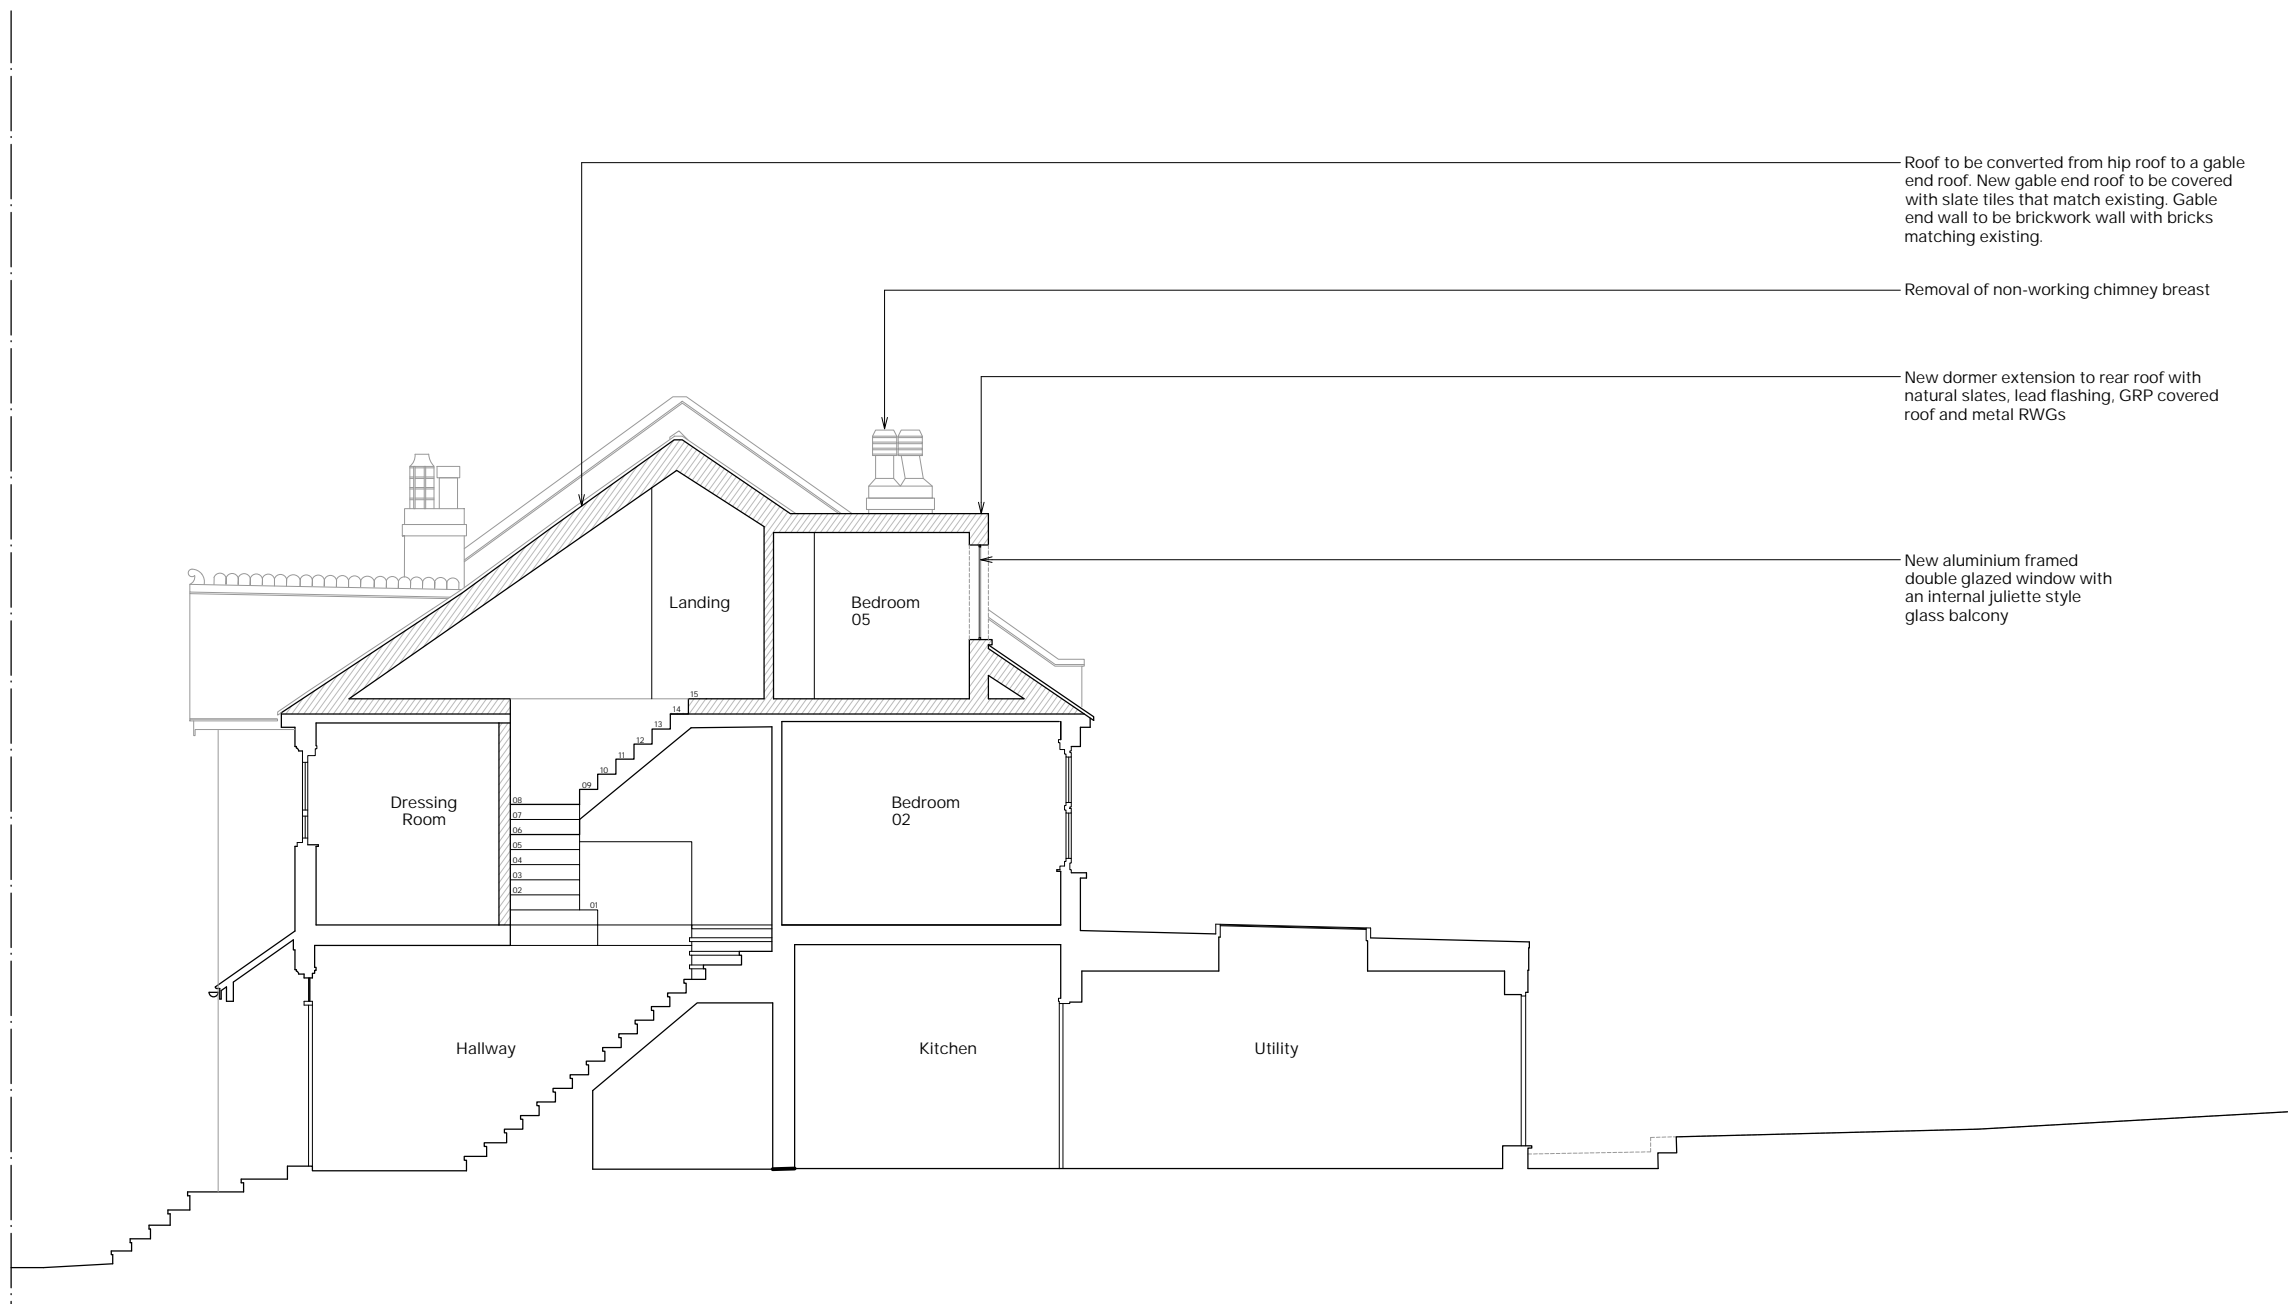 Roof to be converted from hip roof to a gable
end roof. New gable end roof to be covered
with slate tiles that match existing. Gable
end wall to be brickwork wall with bricks
matching existing.
Removal of non-working chimney breast
New dormer extension to rear roof with
natural slates, lead flashing, GRP covered
roof and metal RWGs
New aluminium framed
double glazed window with
an internal juliette style
glass balcony
Landing
Bedroom
05
15
14
13
12
11
10
09
08
07
06
05
04
03
02
01
Dressing
Room
Bedroom
02
Hallway
Kitchen
Utility